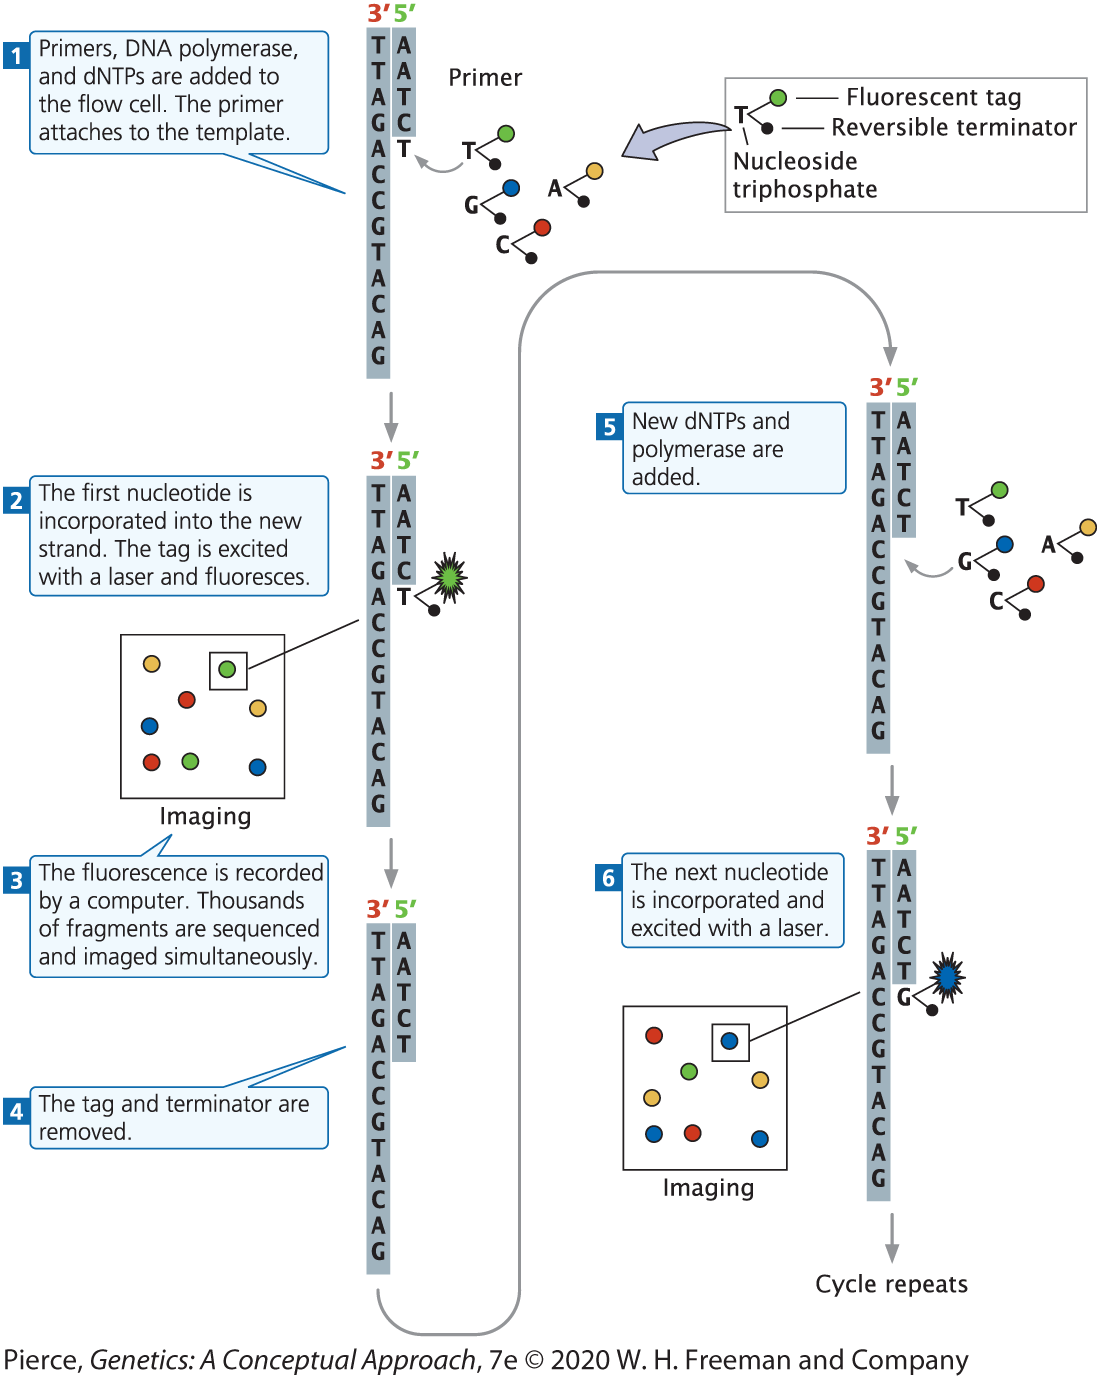 3′ 5′
1
Primers, DNA polymerase,
and dNTPs are added to
the flow cell. The primer
attaches to the template.
T A
T A
A T
G C
A T
C
C
G
T
A
C
A
G
Primer
T
G
C
A
T
Fluorescent tag
Reversible terminator
Nucleoside
triphosphate
2
The first nucleotide is
incorporated into the new
strand. The tag is excited
with a laser and fluoresces.
3′ 5′
T A
T A
A T
G C
A T
C
C
G
T
A
C
A
G
Imaging
3
The fluorescence is recorded
by a computer. Thousands
of fragments are sequenced
and imaged simultaneously.
3′ 5′
T A
T A
A T
G C
A T
C
C
G
T
A
C
A
G
4
The tag and terminator are
removed.
5
New dNTPs and
polymerase are
added.
3′ 5′
T A
T A
A T
G C
A T
C
C
G
T
A
C
A
G
T
G
C
A
6
The next nucleotide
is incorporated and
excited with a laser.
3′ 5′
T A
T A
A T
G C
A T
C G
C
G
T
A
C
A
G
Imaging
Cycle repeats
Pierce, Genetics: A Conceptual Approach, 7e © 2020 W. H. Freeman and Company